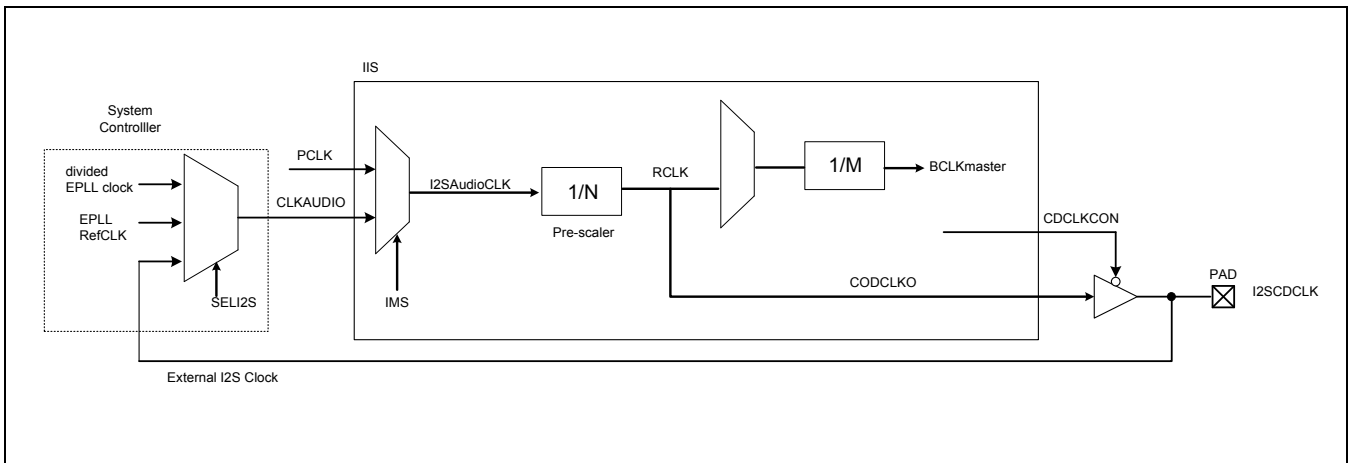 IIS
System
Controlller
divided
EPLL clock
EPLL
RefCLK
SELI2S
CLKAUDIO
PCLK
IMS
I2SAudioCLK
1/N
Pre-scaler
RCLK
1/M
BCLKmaster
CDCLKCON
CODCLKO
PAD
I2SCDCLK
External I2S Clock